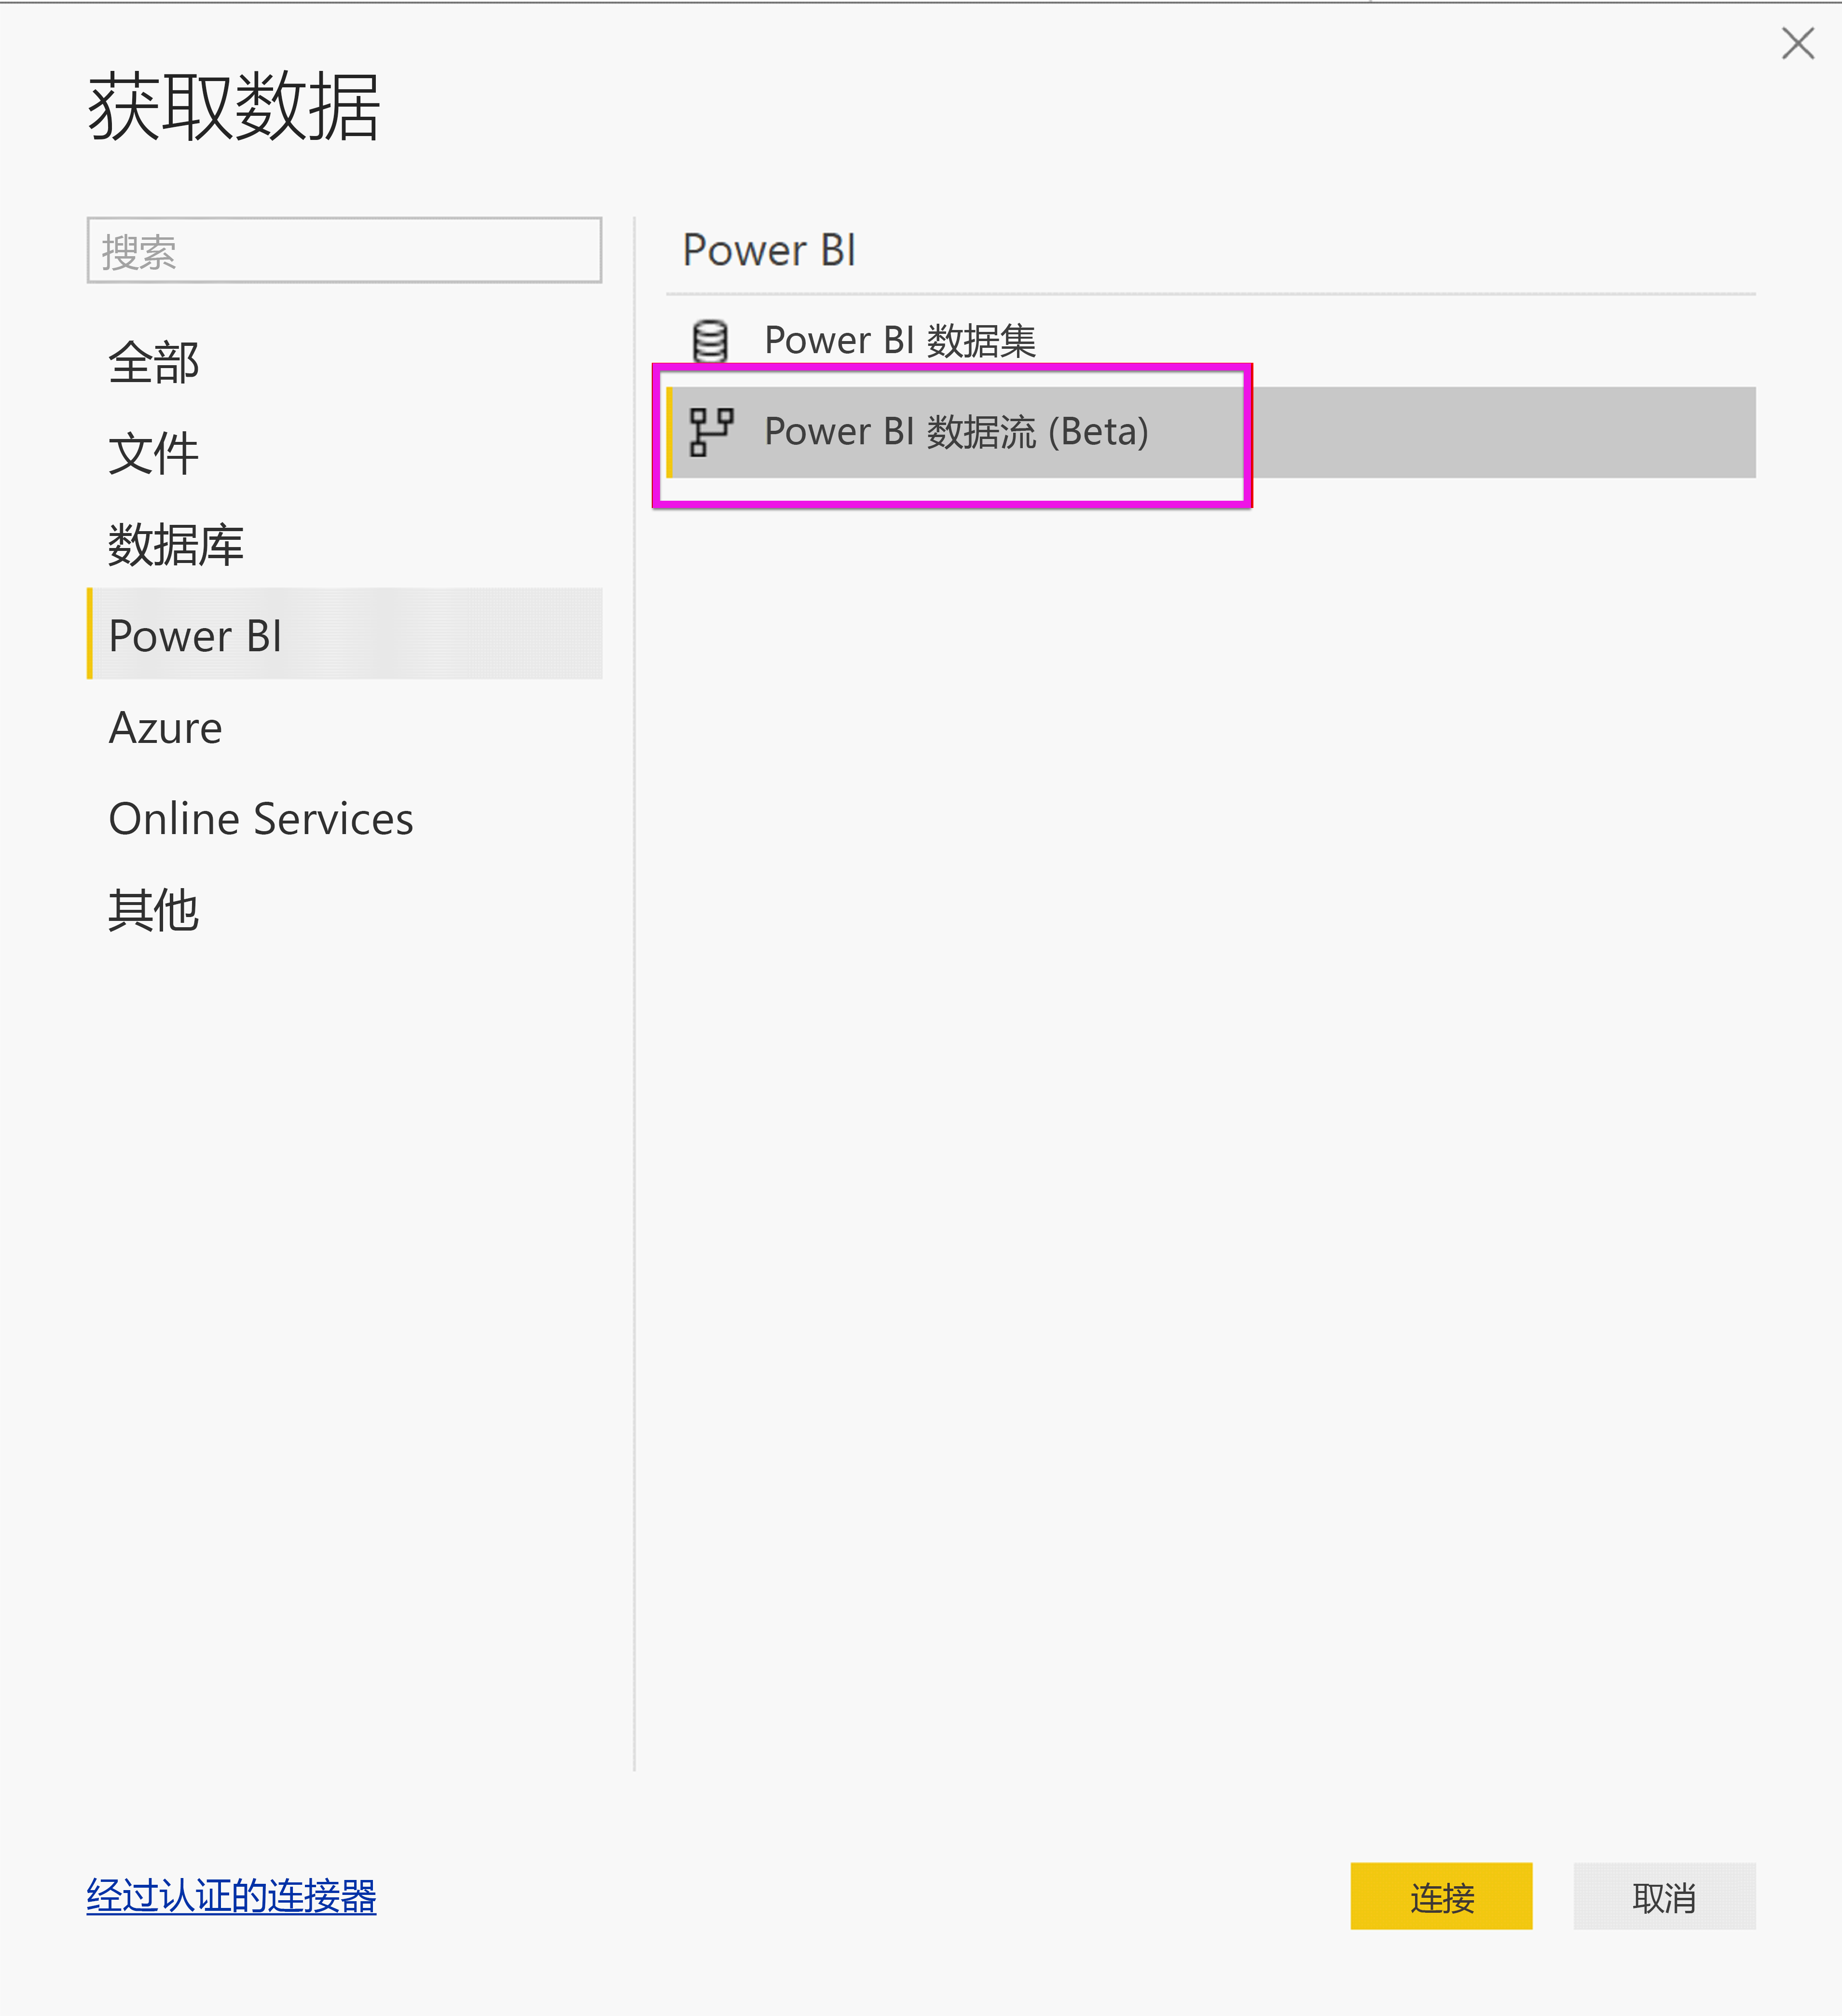 获取数据
搜索
全部
文件
数据库
Power BI
Azure
Online Services
其他
Power BI
Power BI 数据集
Power BI 数据流 (Beta)
经过认证的连接器
连接
取消